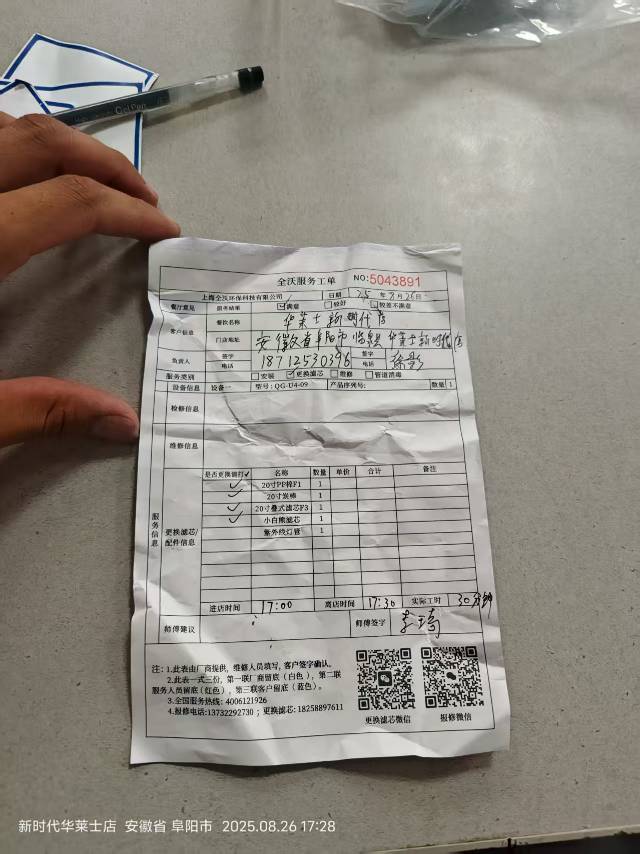 GelPen
全沃服务工单 NO:5043891
上海全沃环保科技有限公司 日期 25 年 8 月 26 日
餐厅意见 服务结果 ☑满意 □较好 □较差不满意
客户信息 餐饮名称 华莱士新时代店
门店地址 安徽省阜阳市临泉县华莱士新时代店
负责人 签字 电话 18712530396 签字 电话 徐影
服务类别 □安装 ☑更换滤芯 □维修 □管道消毒
设备信息 设备一 型号:QG-U4-09 产品序列号: 数量 1
检修信息
维修信息
服务信息
更换滤芯/配件信息
是否更换请打✓ 名称 数量 单价 合计 备注
✓ 20寸PP棉F1 1
✓ 20寸炭棒 1
✓ 20寸叠式滤芯F3 1
✓ 小白熊滤芯 1
紫外线灯管 1
进店时间 17:00 离店时间 17:30 实际工时 30分钟
师傅建议 师傅签字 李琦
注:1.此表由厂商提供,维修人员填写,客户签字确认。
2.此表一式三份,第一联厂商留底(白色),第二联
服务人员留底(红色),第三联客户留底(蓝色)。
3.全国服务热线:4006121926
4.报修电话:13732292730;更换滤芯:18258897611
更换滤芯微信 报修微信
新时代华莱士店 安徽省 阜阳市 2025.08.26 17:28